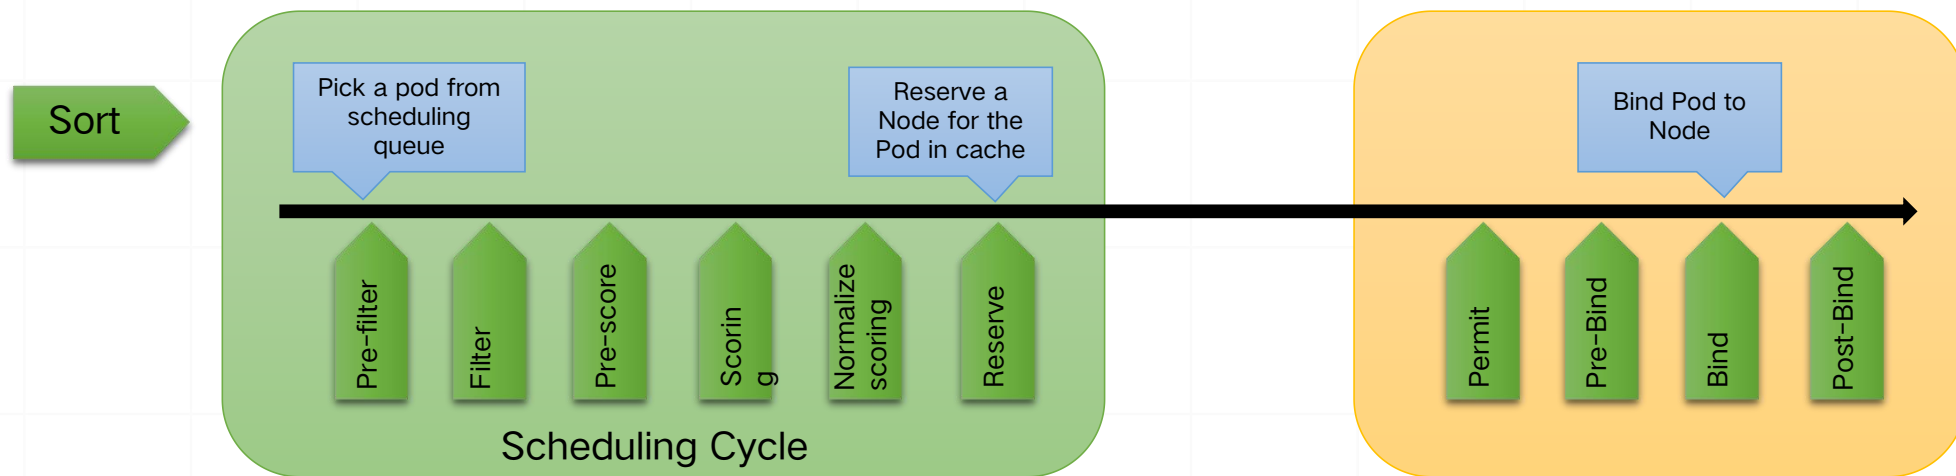 Sort
Pick a pod from
scheduling
queue
Reserve a
Node for the
Pod in cache
Bind Pod to
Node
Pre-filter
Filter
Pre-score
Scorin
g
Normalize
scoring
Reserve
Permit
Pre-Bind
Bind
Post-Bind
Scheduling Cycle